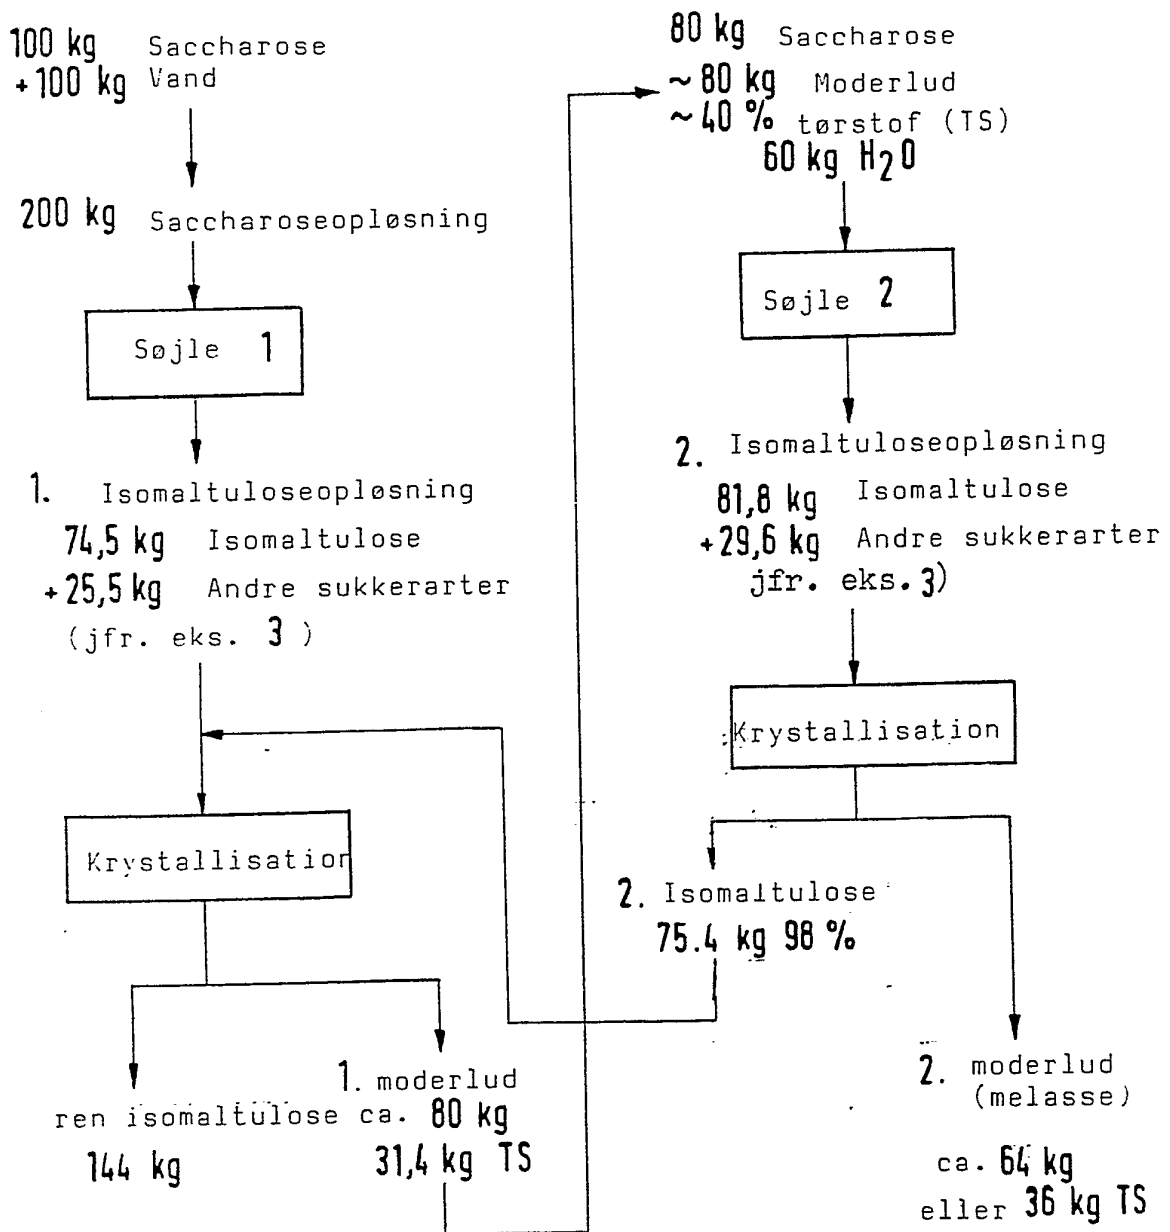 100 kg Saccharose
+100 kg Vand
200 kg Saccharoseopløsning
Søjle 1
1. Isomaltuloseopløsning
74,5 kg Isomaltulose
+25,5 kg Andre sukkerarter
(jfr. eks. 3 )
Krystallisation
ren isomaltulose
144 kg
1. moderlud
ca. 80 kg
31,4 kg TS
80 kg Saccharose
~ 80 kg Moderlud
~ 40 % tørstof (TS)
60 kg H2O
Søjle 2
2. Isomaltuloseopløsning
81,8 kg Isomaltulose
+29,6 kg Andre sukkerarter
jfr. eks. 3)
Krystallisation
2. Isomaltulose
75.4 kg 98 %
2. moderlud
(melasse)
ca. 64 kg
eller 36 kg TS